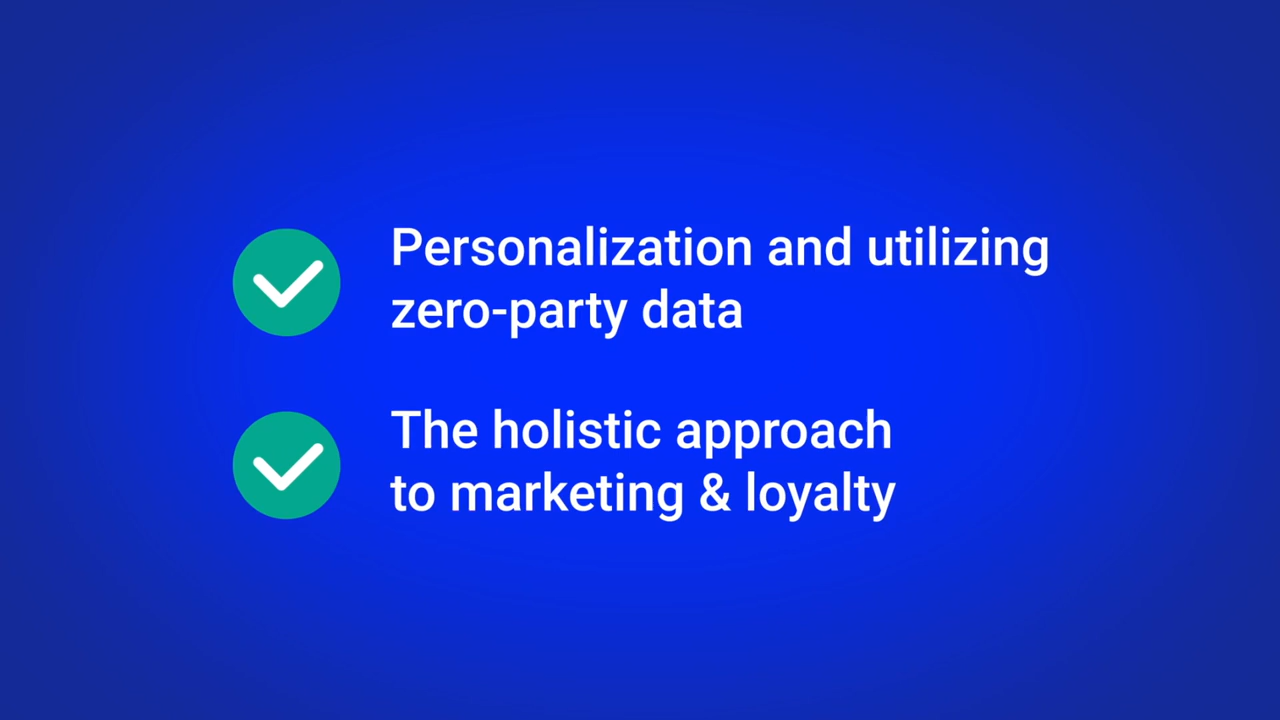 Personalization and utilizing
zero-party data
The holistic approach
to marketing & loyalty